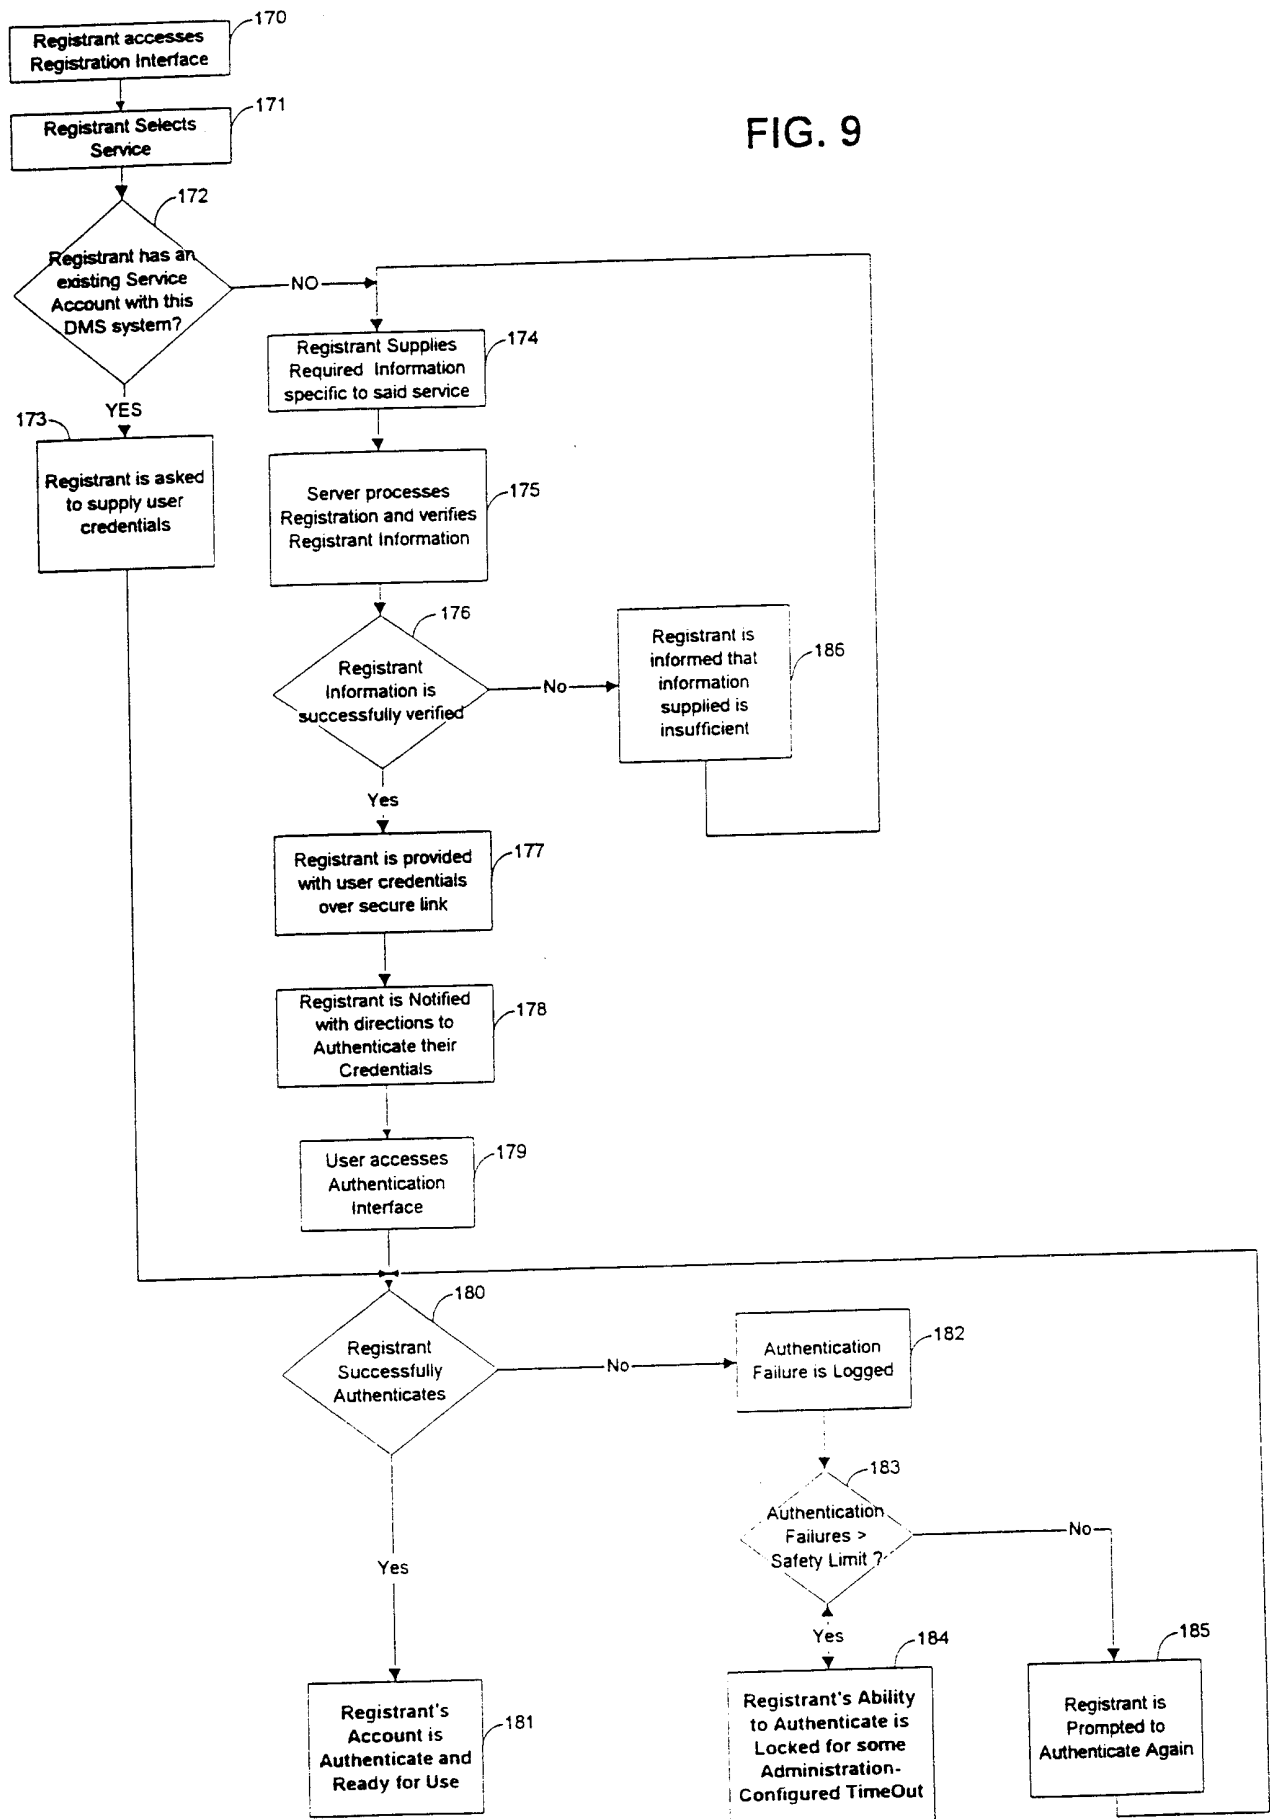 170
Registrant accesses
Registration Interface
171
Registrant Selects
Service
FIG. 9
172
Registrant has an
existing Service
Account with this
DMS system?
NO
YES
173
Registrant is asked
to supply user
credentials
174
Registrant Supplies
Required Information
specific to said service
175
Server processes
Registration and verifies
Registrant Information
176
Registrant
Information is
successfully verified
No
186
Registrant is
informed that
information
supplied is
insufficient
Yes
177
Registrant is provided
with user credentials
over secure link
178
Registrant is Notified
with directions to
Authenticate their
Credentials
179
User accesses
Authentication
Interface
180
Registrant
Successfully
Authenticates
No
182
Authentication
Failure is Logged
183
Authentication
Failures >
Safety Limit ?
No
Yes
Yes
181
Registrant's
Account is
Authenticate and
Ready for Use
184
Registrant's Ability
to Authenticate is
Locked for some
Administration-
Configured TimeOut
185
Registrant is
Prompted to
Authenticate Again